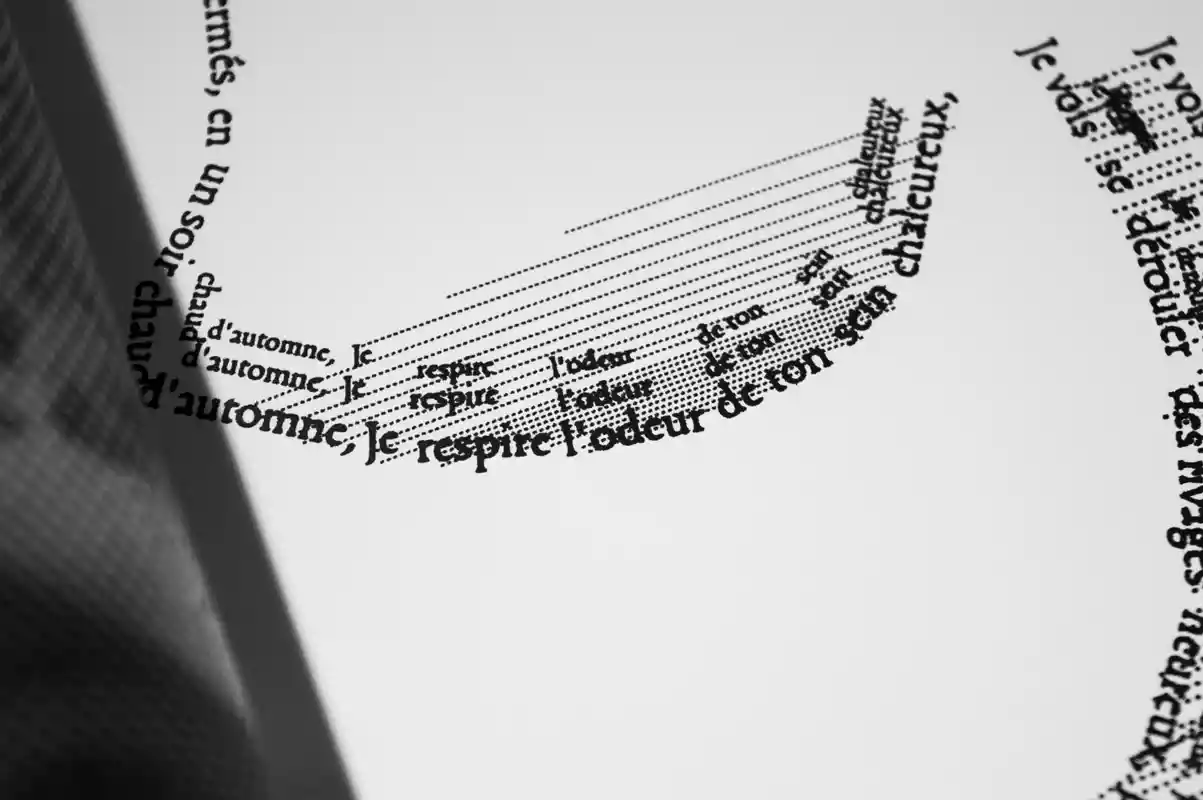 ermés, en un soir chaud d'automne, Je respire l'odeur de ton sein chaleureux,
chaud d'automne, Je respire l'odeur de ton sein chaleureux
d'automne, Je respire l'odeur de ton sein chaleureux
Je vois se dérouler des rivages heureux
Je vois